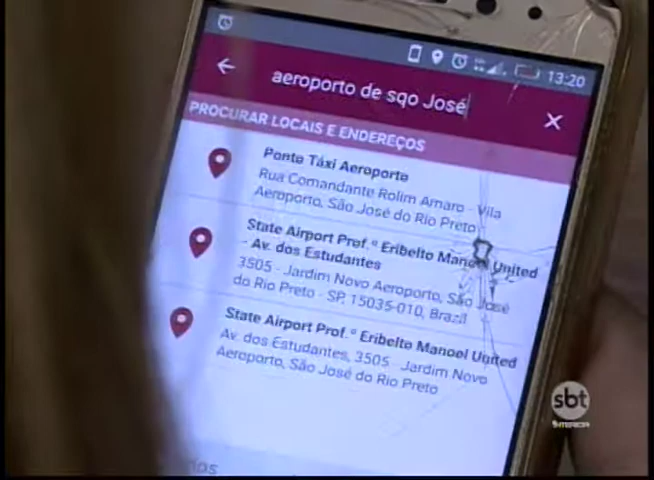 13:20
aeroporto de sqo José
PROCURAR LOCAIS E ENDEREÇOS
Ponto Táxi Aeroporto
Rua Comandante Rolim Amaro - Vila
Aeroporto, São José do Rio Preto
State Airport Prof.º Eribelto Manoel United
- Av. dos Estudantes
3505 - Jardim Novo Aeroporto, São José
do Rio Preto - SP, 15035-010, Brazil
State Airport Prof.º Eribelto Manoel United
Av. dos Estudantes, 3505 - Jardim Novo
Aeroporto, São José do Rio Preto
sbt